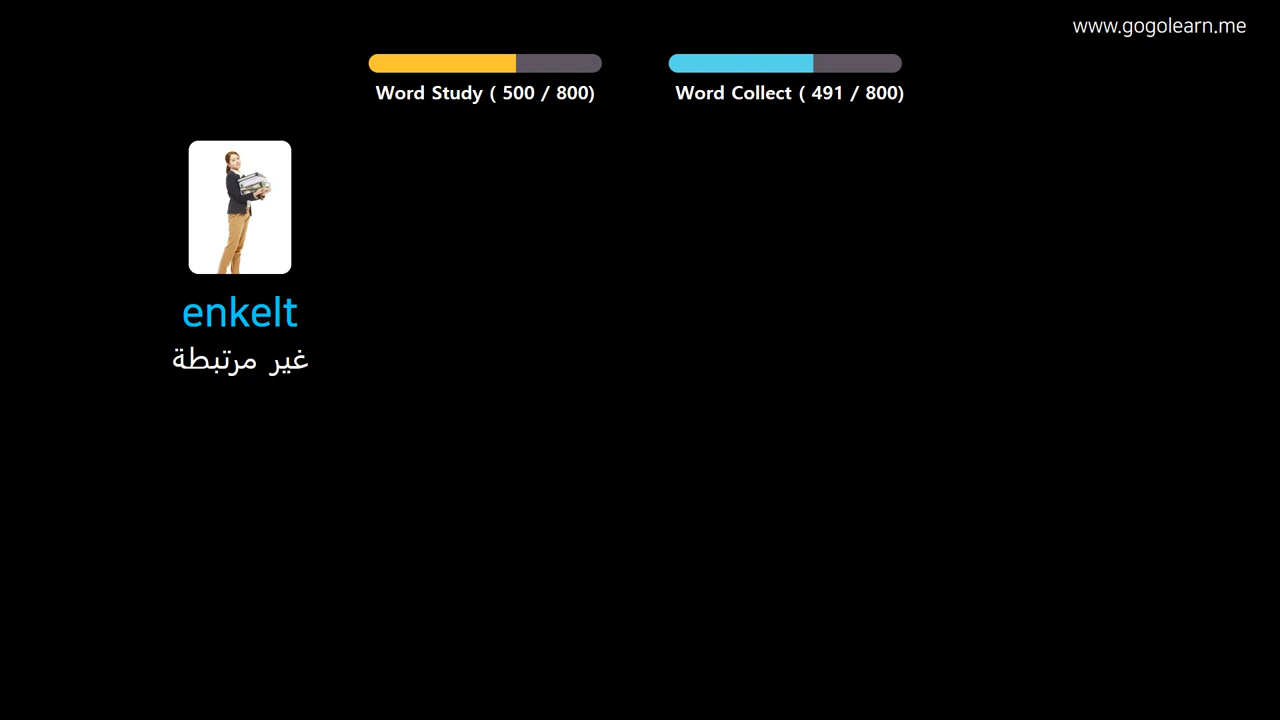 www.gogolearn.me
Word Study ( 500 / 800)
Word Collect ( 491 / 800)
enkelt
غير مرتبطة